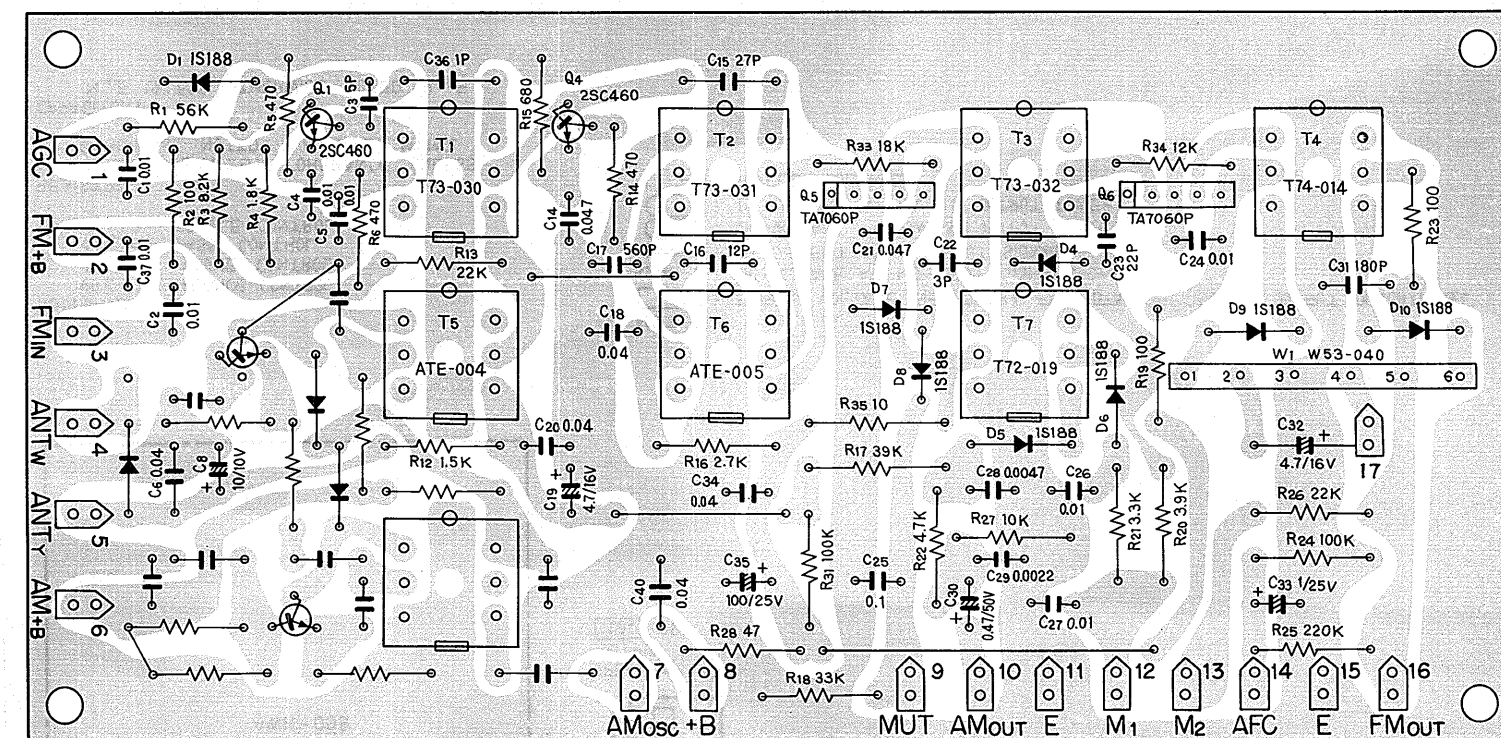 D1 1S188
R1 56K
R5 470
Q1
2SC460
C3 5P
C36 1P
R15 680
Q4
2SC460
C15 27P
AGC
1
C1 0.01
R2 100
R3 8.2K
R4 1.8K
C4 0.01
C5 0.01
R6 470
T1
T73-030
C14 0.047
R14 470
T2
T73-031
R33 18K
Q5
TA7060P
C21 0.047
T3
T73-032
R34 12K
Q6
TA7060P
T4
T74-014
R23 100
FM+B
2
C37 0.01
R13 22K
C17 560P
C16 12P
C22 3P
D4 1S188
C23 22P
C24 0.01
C31 180P
C2 0.01
FMIN
3
T5
ATE-004
C18 0.04
T6
ATE-005
D7 1S188
D8 1S188
T7
T72-019
D6 1S188
R19 100
D9 1S188
D10 1S188
W1 W53-040
1 2 3 4 5 6
ANTW
4
C6 0.04
C8 10/10V
+
R12 1.5K
C20 0.04
C19 4.7/16V
+
R16 2.7K
C34 0.04
R35 10
R17 39K
D5 1S188
C28 0.0047
C26 0.01
C32 4.7/16V
+
17
ANTY
5
R22 4.7K
R27 10K
R21 3.3K
R20 3.9K
R26 22K
R24 100K
AM+B
6
C40 0.04
C35 100/25V
+
R31 100K
C25 0.1
C29 0.0022
C30 0.47/50V
+
C27 0.01
C33 1/25V
+
R28 47
R25 220K
R18 33K
7 8 9 10 11 12 13 14 15 16
AMOSC +B MUT AMOUT E M1 M2 AFC E FMOUT